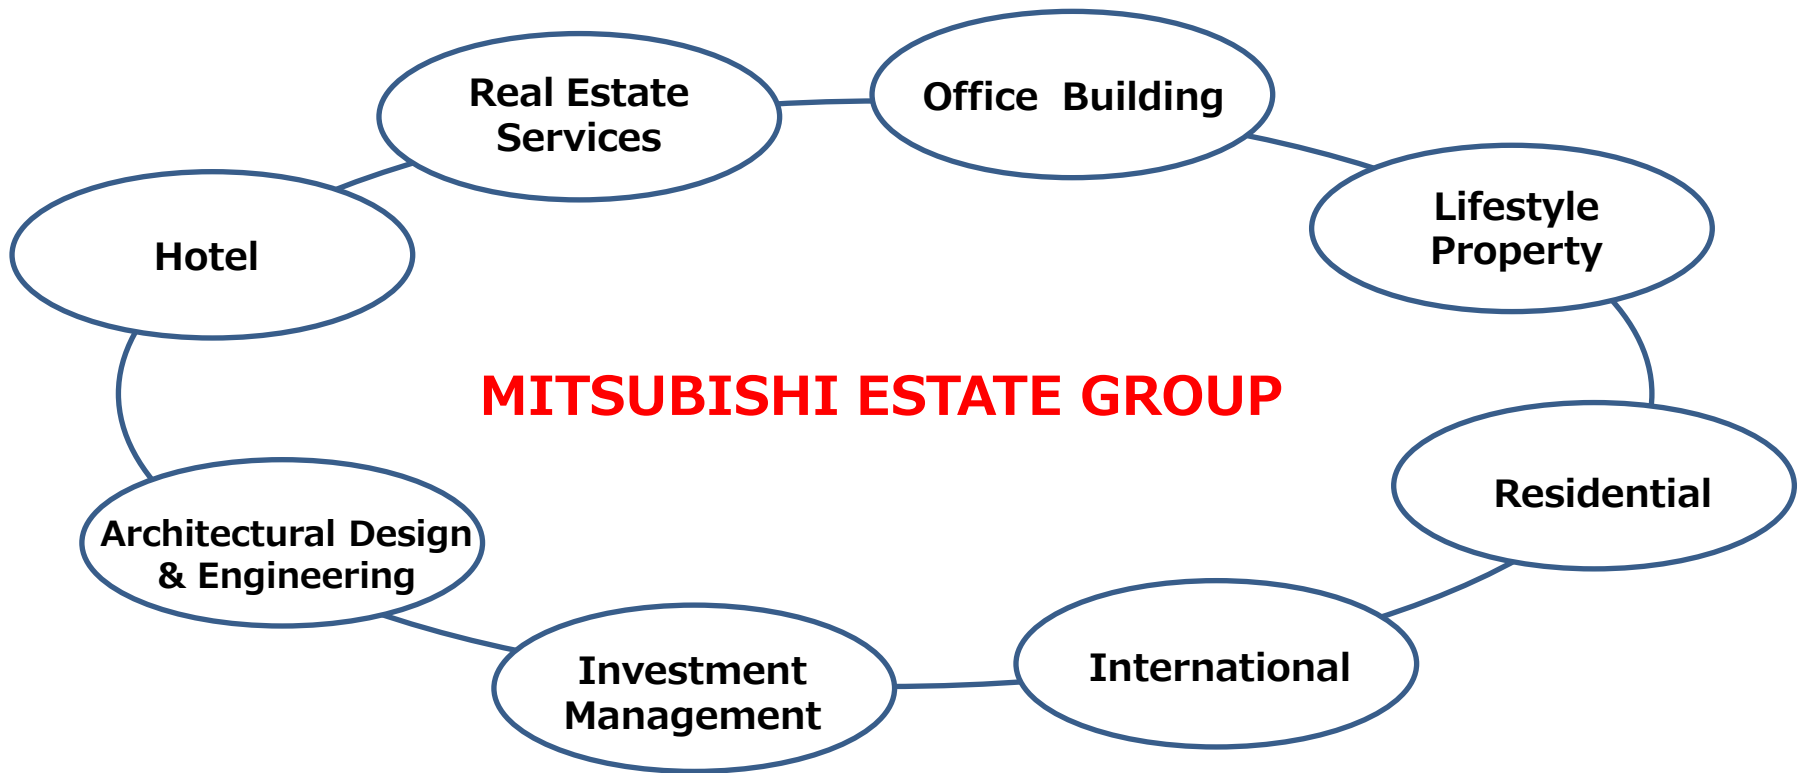 Real Estate
Services
Office Building
Lifestyle
Property
Hotel
MITSUBISHI ESTATE GROUP
Residential
Architectural Design
& Engineering
International
Investment
Management